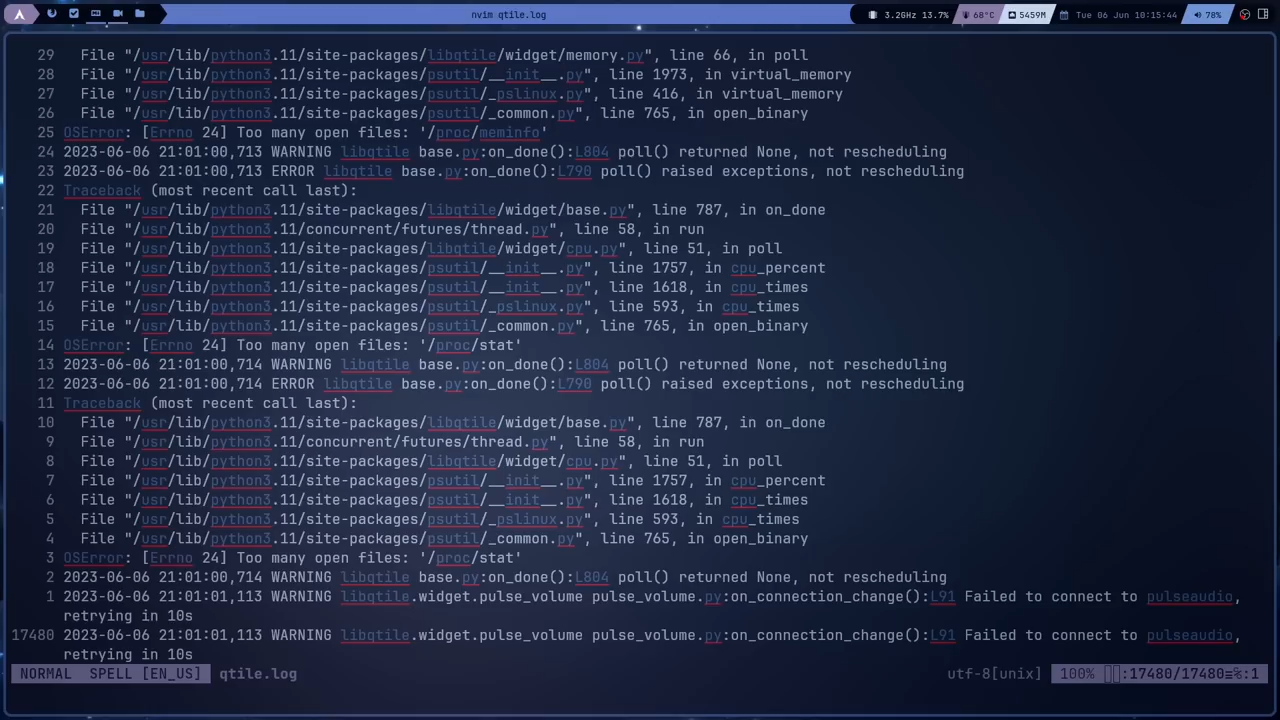 nvim qtile.log
3.2GHz 13.7%
68°C
5459M
Tue 06 Jun 10:15:44
78%
29 File "/usr/lib/python3.11/site-packages/libqtile/widget/memory.py", line 66, in poll
28 File "/usr/lib/python3.11/site-packages/psutil/__init__.py", line 1973, in virtual_memory
27 File "/usr/lib/python3.11/site-packages/psutil/_pslinux.py", line 416, in virtual_memory
26 File "/usr/lib/python3.11/site-packages/psutil/_common.py", line 765, in open_binary
25 OSError: [Errno 24] Too many open files: '/proc/meminfo'
24 2023-06-06 21:01:00,713 WARNING libqtile base.py:on_done():L804 poll() returned None, not rescheduling
23 2023-06-06 21:01:00,713 ERROR libqtile base.py:on_done():L790 poll() raised exceptions, not rescheduling
22 Traceback (most recent call last):
21 File "/usr/lib/python3.11/site-packages/libqtile/widget/base.py", line 787, in on_done
20 File "/usr/lib/python3.11/concurrent/futures/thread.py", line 58, in run
19 File "/usr/lib/python3.11/site-packages/libqtile/widget/cpu.py", line 51, in poll
18 File "/usr/lib/python3.11/site-packages/psutil/__init__.py", line 1757, in cpu_percent
17 File "/usr/lib/python3.11/site-packages/psutil/__init__.py", line 1618, in cpu_times
16 File "/usr/lib/python3.11/site-packages/psutil/_pslinux.py", line 593, in cpu_times
15 File "/usr/lib/python3.11/site-packages/psutil/_common.py", line 765, in open_binary
14 OSError: [Errno 24] Too many open files: '/proc/stat'
13 2023-06-06 21:01:00,714 WARNING libqtile base.py:on_done():L804 poll() returned None, not rescheduling
12 2023-06-06 21:01:00,714 ERROR libqtile base.py:on_done():L790 poll() raised exceptions, not rescheduling
11 Traceback (most recent call last):
10 File "/usr/lib/python3.11/site-packages/libqtile/widget/base.py", line 787, in on_done
9 File "/usr/lib/python3.11/concurrent/futures/thread.py", line 58, in run
8 File "/usr/lib/python3.11/site-packages/libqtile/widget/cpu.py", line 51, in poll
7 File "/usr/lib/python3.11/site-packages/psutil/__init__.py", line 1757, in cpu_percent
6 File "/usr/lib/python3.11/site-packages/psutil/__init__.py", line 1618, in cpu_times
5 File "/usr/lib/python3.11/site-packages/psutil/_pslinux.py", line 593, in cpu_times
4 File "/usr/lib/python3.11/site-packages/psutil/_common.py", line 765, in open_binary
3 OSError: [Errno 24] Too many open files: '/proc/stat'
2 2023-06-06 21:01:00,714 WARNING libqtile base.py:on_done():L804 poll() returned None, not rescheduling
1 2023-06-06 21:01:01,113 WARNING libqtile.widget.pulse_volume pulse_volume.py:on_connection_change():L91 Failed to connect to pulseaudio,
retrying in 10s
17480 2023-06-06 21:01:01,113 WARNING libqtile.widget.pulse_volume pulse_volume.py:on_connection_change():L91 Failed to connect to pulseaudio,
retrying in 10s
NORMAL SPELL [EN_US] qtile.log utf-8[unix] 100% :17480/17480≡℅:1